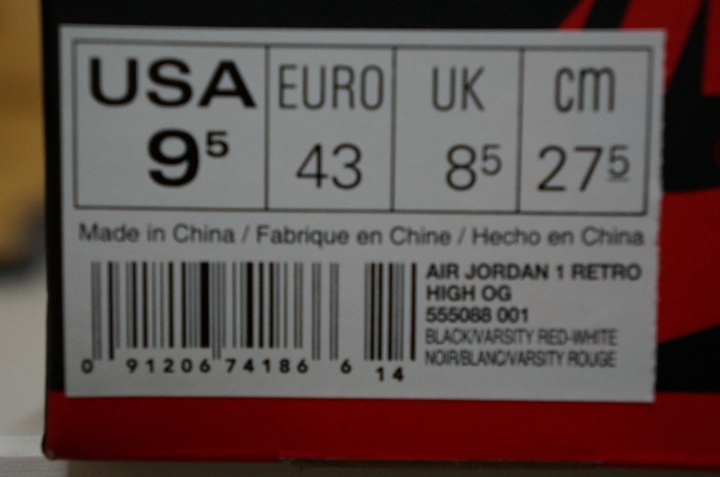 USA EURO UK cm
9⁵ 43 8⁵ 27⁵
Made in China / Fabrique en Chine / Hecho en China
AIR JORDAN 1 RETRO
HIGH OG
555088 001
BLACK/VARSITY RED-WHITE
NOIR/BLANC/VARSITY ROUGE
0 91206 74186 6 14